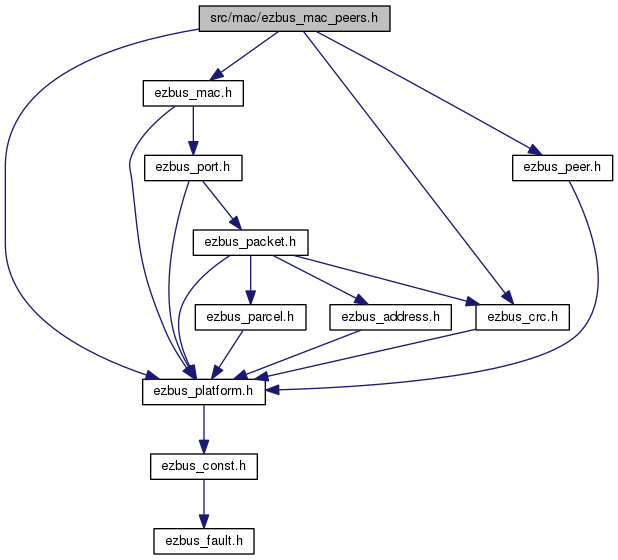 src/mac/ezbus_mac_peers.h
ezbus_mac.h
ezbus_port.h
ezbus_peer.h
ezbus_packet.h
ezbus_parcel.h
ezbus_address.h
ezbus_crc.h
ezbus_platform.h
ezbus_const.h
ezbus_fault.h